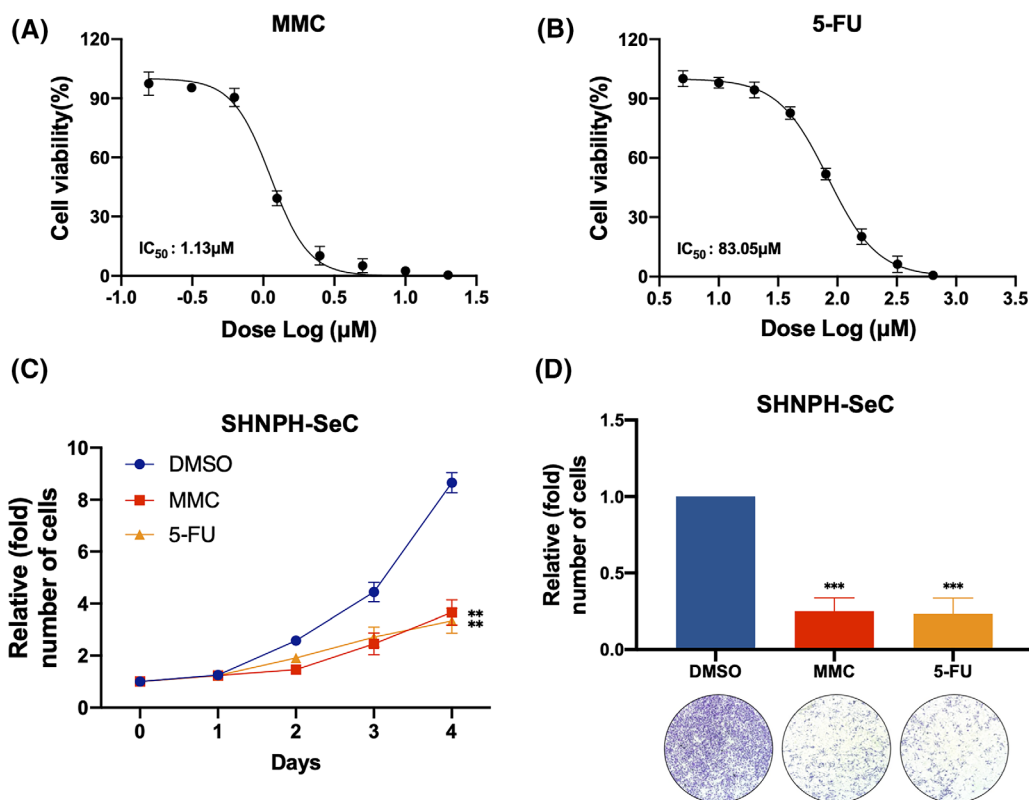 (A)
MMC
Cell viability(%)
120
90
60
30
0
IC50 : 1.13μM
-1.0 -0.5 0.0 0.5 1.0 1.5
Dose Log (μM)
(B)
5-FU
Cell viability(%)
120
90
60
30
0
IC50 : 83.05μM
0.5 1.0 1.5 2.0 2.5 3.0 3.5
Dose Log (μM)
(C)
SHNPH-SeC
Relative (fold)
number of cells
10
8
6
4
2
0
DMSO
MMC
5-FU
**
**
0 1 2 3 4
Days
(D)
SHNPH-SeC
Relative (fold)
number of cells
1.5
1.0
0.5
0.0
*** ***
DMSO MMC 5-FU